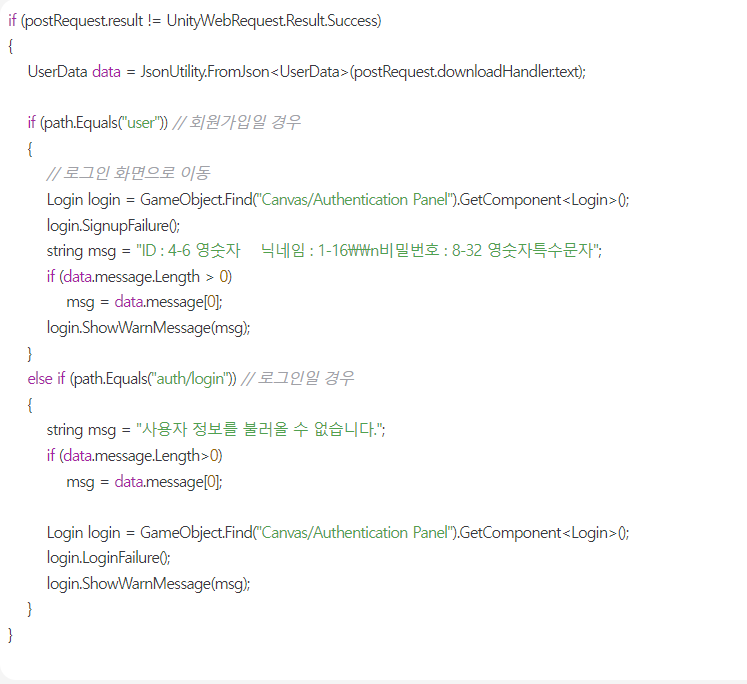 if (postRequest.result != UnityWebRequest.Result.Success)
{
UserData data = JsonUtility.FromJson<UserData>(postRequest.downloadHandler.text);
if (path.Equals("user")) // 회원가입일 경우
{
// 로그인 화면으로 이동
Login login = GameObject.Find("Canvas/Authentication Panel").GetComponent<Login>();
login.SignupFailure();
string msg = "ID : 4-6 영숫자     닉네임 : 1-16₩₩n비밀번호 : 8-32 영숫자특수문자";
if (data.message.Length > 0)
msg = data.message[0];
login.ShowWarnMessage(msg);
}
else if (path.Equals("auth/login")) // 로그인일 경우
{
string msg = "사용자 정보를 불러올 수 없습니다.";
if (data.message.Length>0)
msg = data.message[0];
Login login = GameObject.Find("Canvas/Authentication Panel").GetComponent<Login>();
login.LoginFailure();
login.ShowWarnMessage(msg);
}
}